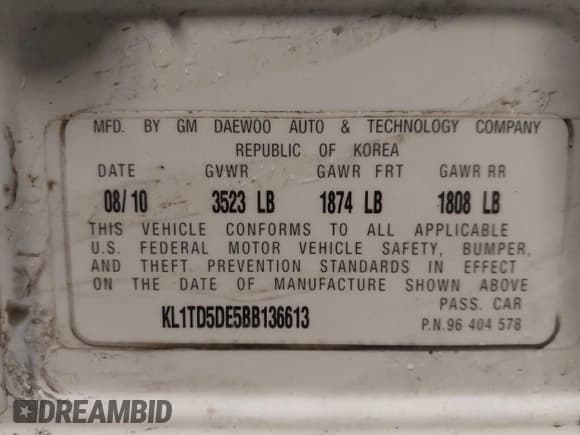 MFD. BY GM DAEWOO AUTO & TECHNOLOGY COMPANY
REPUBLIC OF KOREA
DATE GVWR GAWR FRT GAWR RR
08/10 3523 LB 1874 LB 1808 LB
THIS VEHICLE CONFORMS TO ALL APPLICABLE
U.S. FEDERAL MOTOR VEHICLE SAFETY, BUMPER,
AND THEFT PREVENTION STANDARDS IN EFFECT
ON THE DATE OF MANUFACTURE SHOWN ABOVE
PASS. CAR
KL1TD5DE5BB136613
P.N.96 404 578
DREAMBID